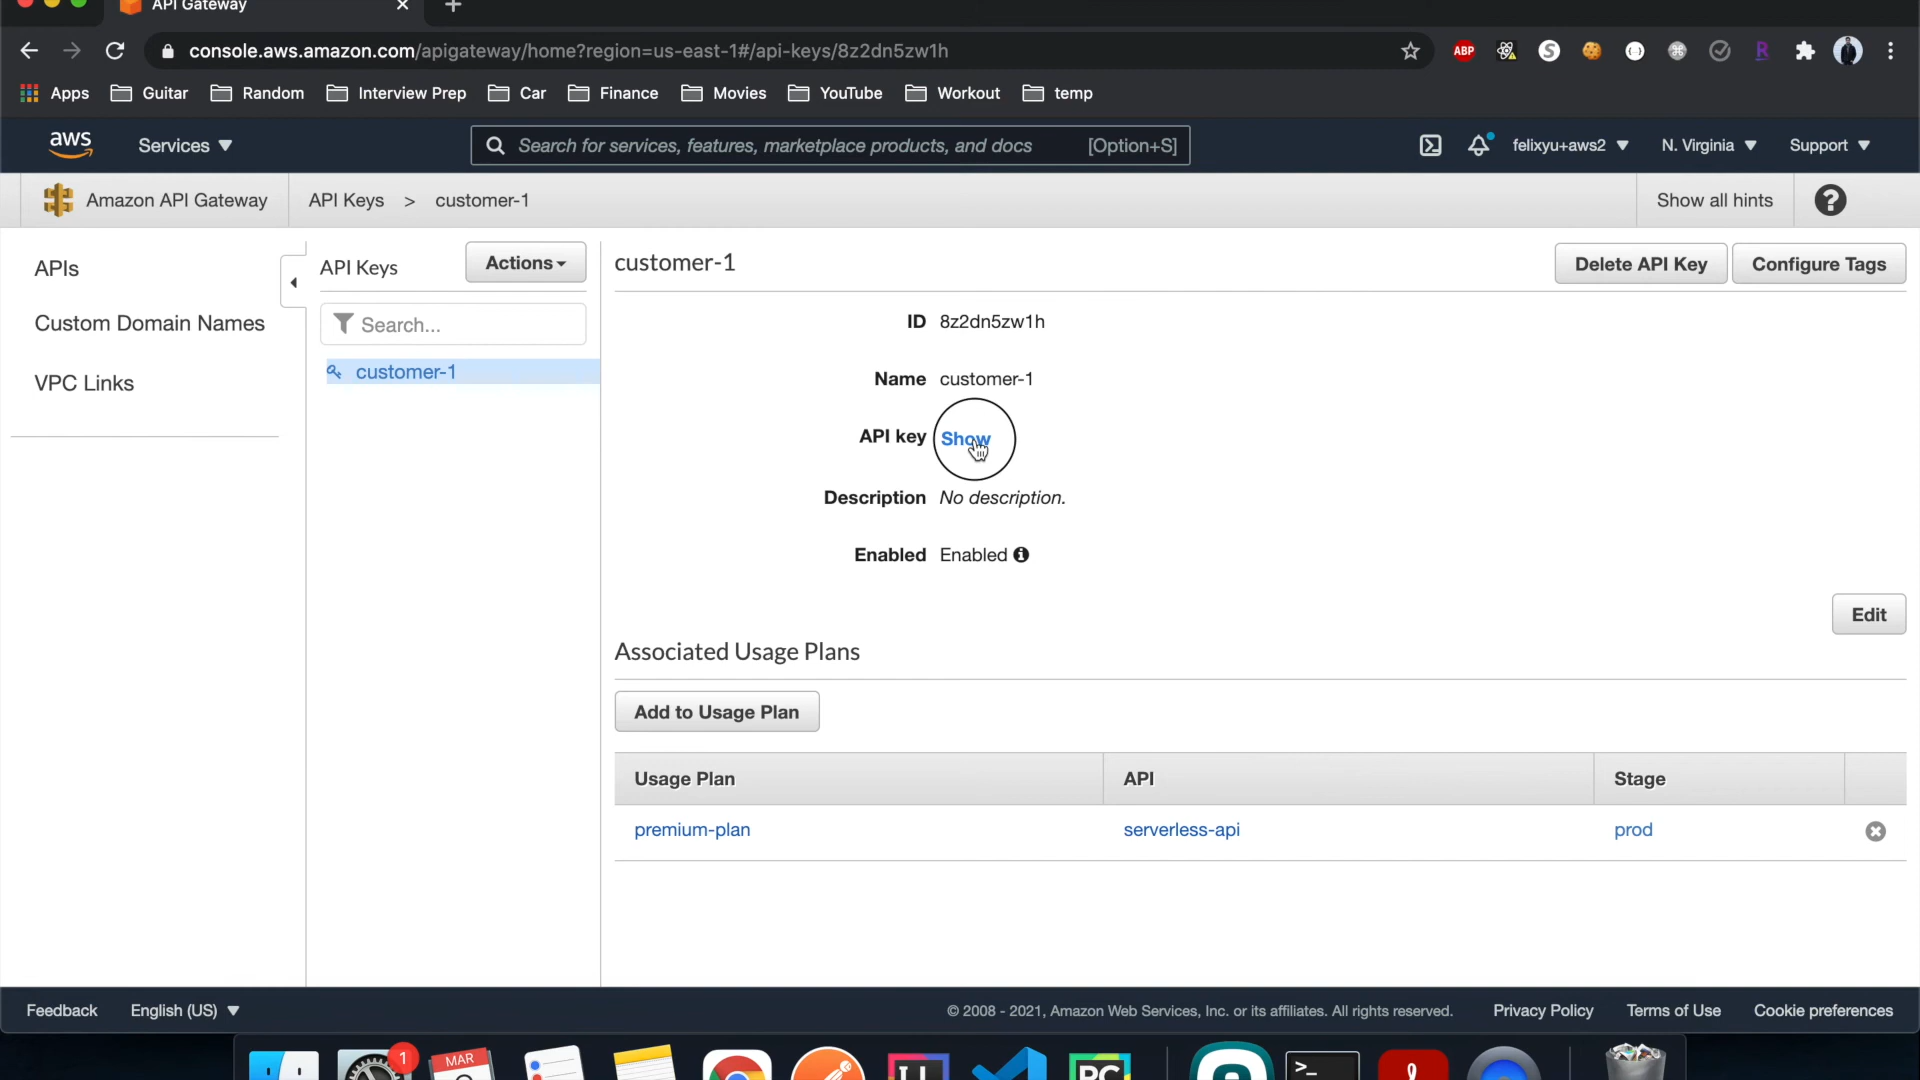 API Gateway
console.aws.amazon.com/apigateway/home?region=us-east-1#/api-keys/8z2dn5zw1h
ABP
S
R
Apps Guitar Random Interview Prep Car Finance Movies YouTube Workout temp
aws Services Search for services, features, marketplace products, and docs [Option+S] felixyu+aws2 N. Virginia Support
Amazon API Gateway API Keys > customer-1 Show all hints ?
APIs
Custom Domain Names
VPC Links
API Keys Actions
Search...
customer-1
customer-1 Delete API Key Configure Tags
ID 8z2dn5zw1h
Name customer-1
API key Show
Description No description.
Enabled Enabled
Edit
Associated Usage Plans
Add to Usage Plan
Usage Plan API Stage
premium-plan serverless-api prod
Feedback English (US) © 2008 - 2021, Amazon Web Services, Inc. or its affiliates. All rights reserved. Privacy Policy Terms of Use Cookie preferences
1
MAR
PC
>_